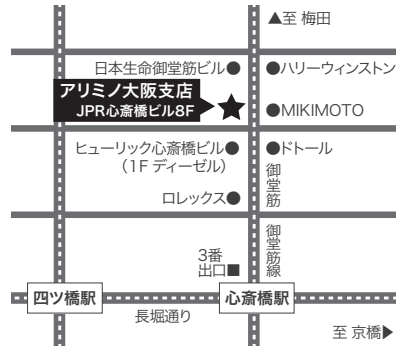 ▲至 梅田
日本生命御堂筋ビル●
●ハリーウィンストン
アリミノ大阪支店
JPR心斎橋ビル8F
★
●MIKIMOTO
ヒューリック心斎橋ビル●
(1F ディーゼル)
●ドトール
御堂筋
ロレックス●
御堂筋線
3番
出口■
四ツ橋駅
心斎橋駅
長堀通り
至 京橋▶